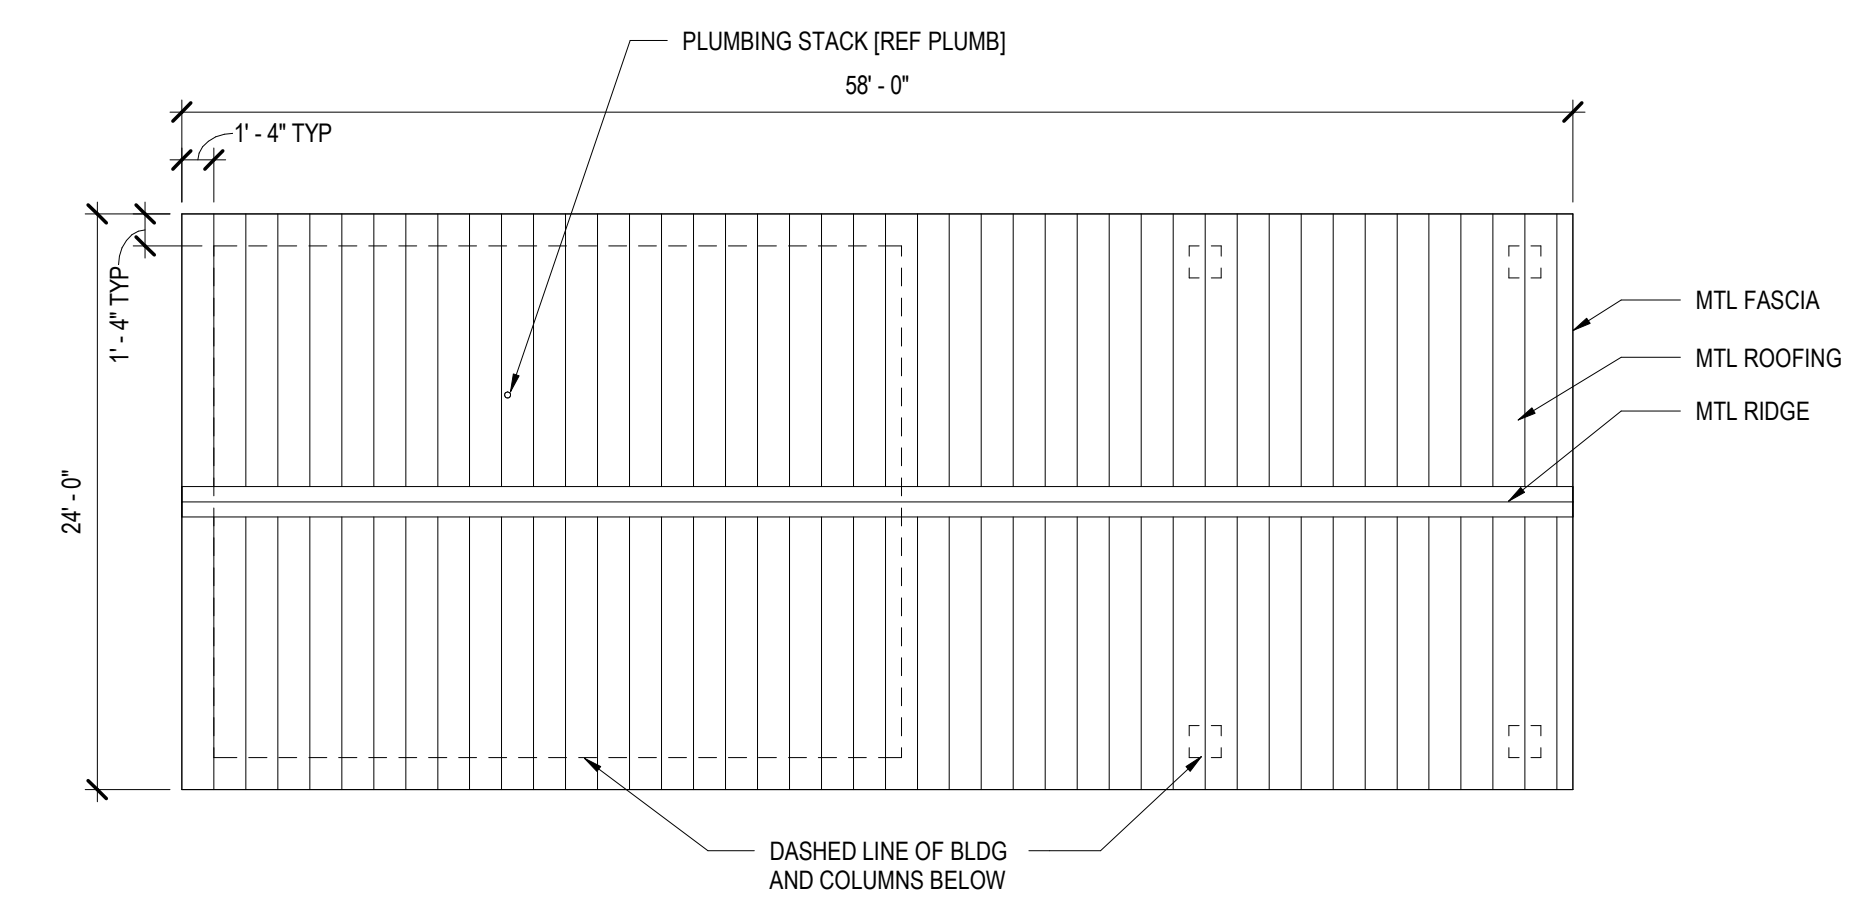 PLUMBING STACK [REF PLUMB]
58' - 0"
1' - 4" TYP
1' - 4" TYP
MTL FASCIA
MTL ROOFING
MTL RIDGE
24' - 0"
DASHED LINE OF BLDG
AND COLUMNS BELOW